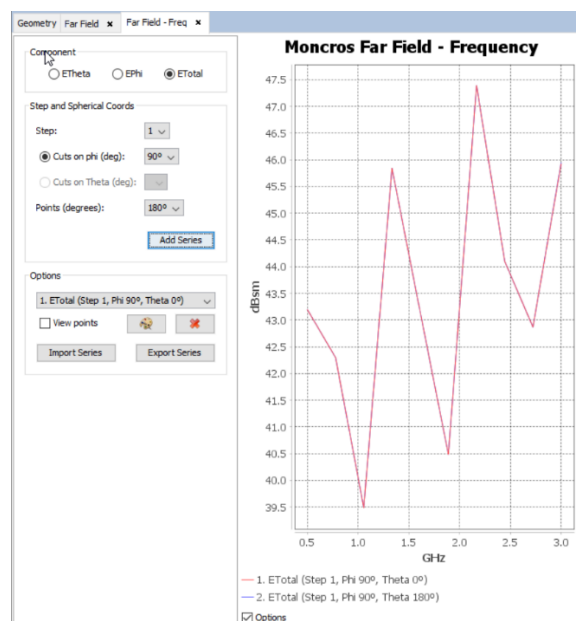 Geometry Far Field × Far Field - Freq ×
Component
ETheta EPhi ETotal
Step and Spherical Coords
Step: 1
Cuts on phi (deg): 90º
Cuts on Theta (deg):
Points (degrees): 180º
Add Series
Options
1. ETotal (Step 1, Phi 90º, Theta 0º)
View points
Import Series Export Series
Moncros Far Field - Frequency
47.5
47.0
46.5
46.0
45.5
45.0
44.5
44.0
43.5
43.0
42.5
42.0
41.5
41.0
40.5
40.0
39.5
dBsm
0.5 1.0 1.5 2.0 2.5 3.0
GHz
1. ETotal (Step 1, Phi 90º, Theta 0º)
2. ETotal (Step 1, Phi 90º, Theta 180º)
Options